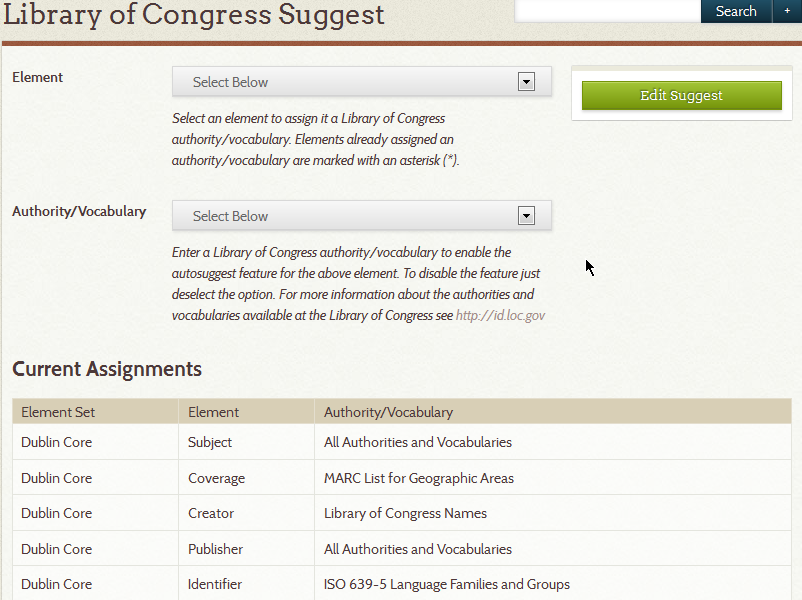 Library of Congress Suggest
Search
+
Element
Select Below
Select an element to assign it a Library of Congress
authority/vocabulary. Elements already assigned an
authority/vocabulary are marked with an asterisk (*).
Edit Suggest
Authority/Vocabulary
Select Below
Enter a Library of Congress authority/vocabulary to enable the
autosuggest feature for the above element. To disable the feature just
deselect the option. For more information about the authorities and
vocabularies available at the Library of Congress see http://id.loc.gov
Current Assignments
Element Set Element Authority/Vocabulary
Dublin Core Subject All Authorities and Vocabularies
Dublin Core Coverage MARC List for Geographic Areas
Dublin Core Creator Library of Congress Names
Dublin Core Publisher All Authorities and Vocabularies
Dublin Core Identifier ISO 639-5 Language Families and Groups